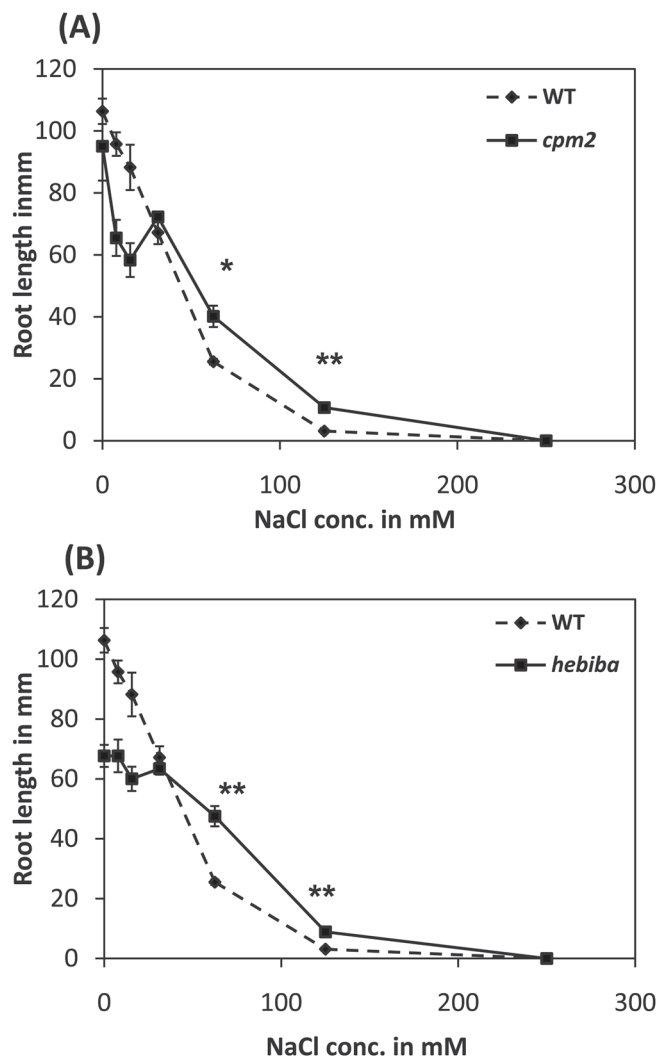 (A)
120
100
80
60
40
20
0
Root length inmm
WT
cpm2
*
**
0 100 200 300
NaCl conc. in mM
(B)
120
100
80
60
40
20
0
Root length in mm
WT
hebiba
**
**
0 100 200 300
NaCl conc. in mM